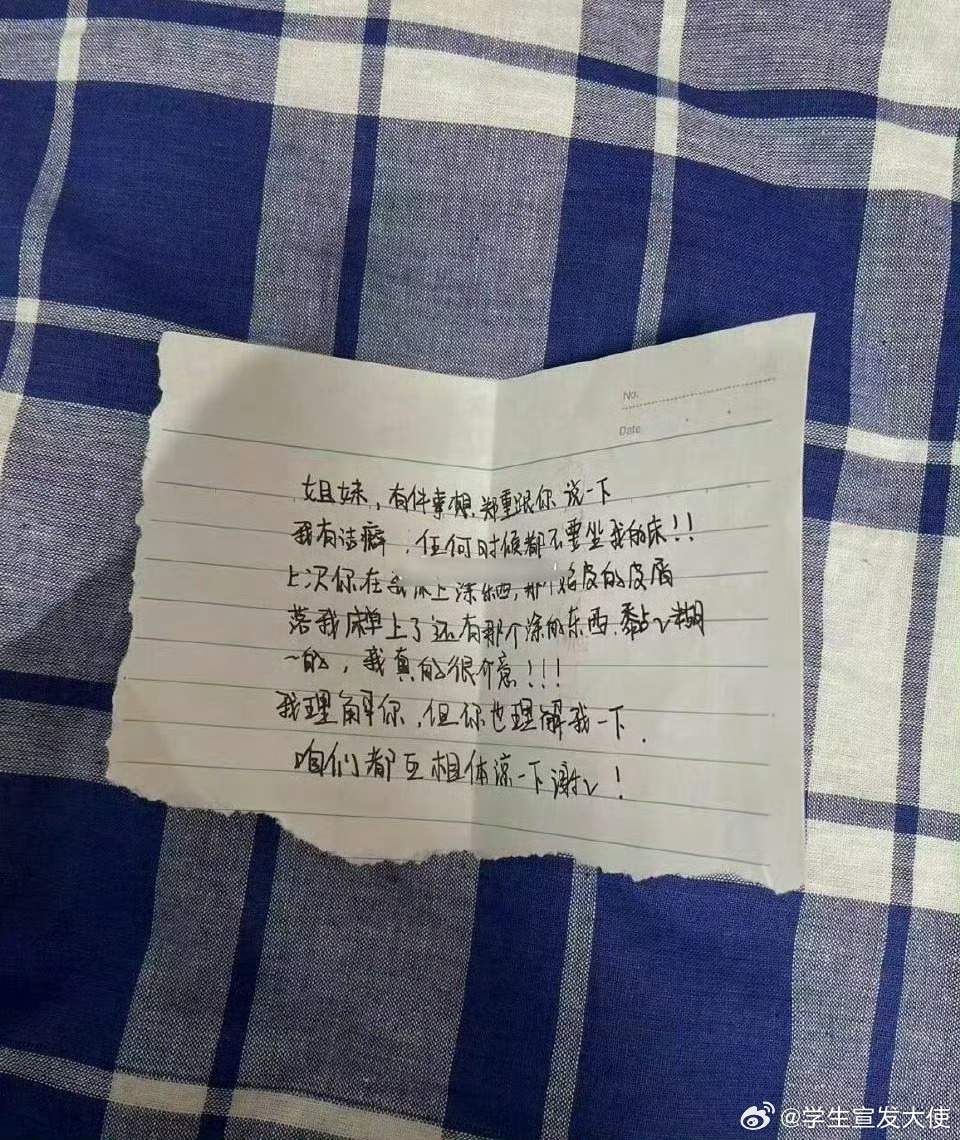 No.
Date
姐妹，有件事想郑重跟你说一下
我有洁癖，任何时候都不要坐我的床！！
上次你在我床上涂东西，那个皮的皮屑
落我床单上了还有那个涂的东西.黏々糊
々的，我真的很介意！！！
我理解你，但你也理解我一下.
咱们都互相体谅一下谢々！
@学生宣发大使